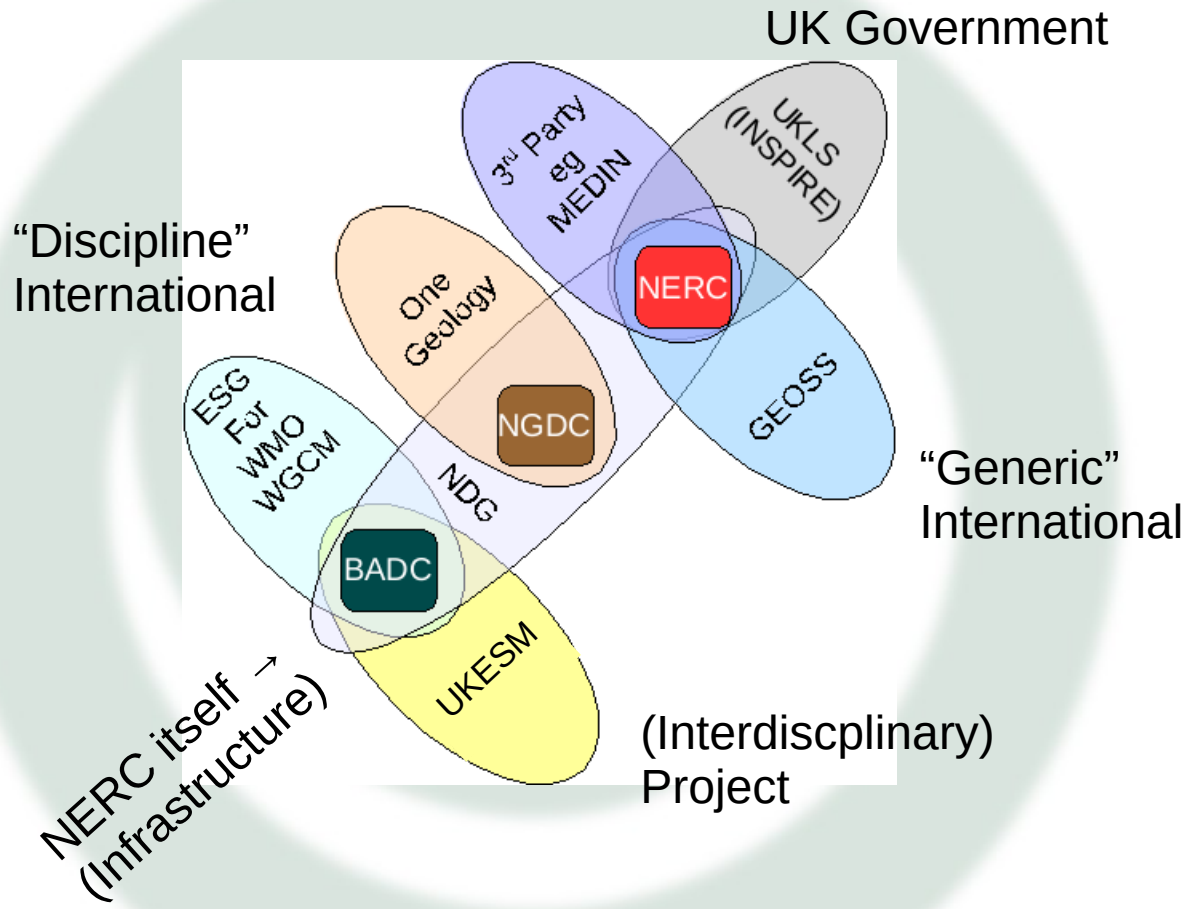 UK Government
3rd Party
eg
MEDIN
UKLS
(INSPIRE)
“Discipline”
International
One
Geology
NERC
GEOSS
ESG
For
WMO
WGCM
NGDC
NDG
“Generic”
International
BADC
UKESM
NERC itself →
(Infrastructure)
(Interdiscplinary)
Project